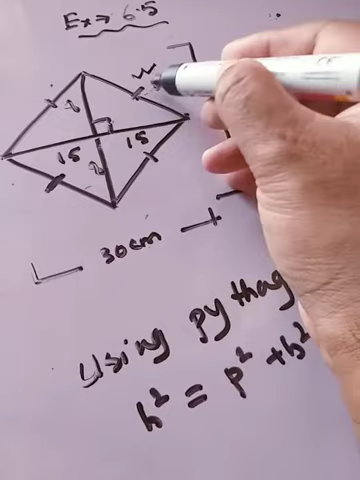 Ex > 6.5
8
15
15
8
30cm
using pythag
h² = p² + b²